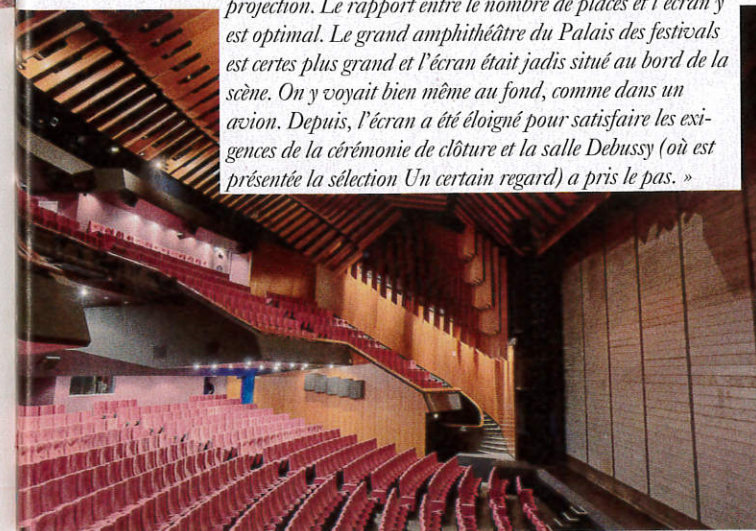 projection. Le rapport entre le nombre de places et l'écran y
est optimal. Le grand amphithéâtre du Palais des festivals
est certes plus grand et l'écran était jadis situé au bord de la
scène. On y voyait bien même au fond, comme dans un
avion. Depuis, l'écran a été éloigné pour satisfaire les exi-
gences de la cérémonie de clôture et la salle Debussy (où est
présentée la sélection Un certain regard) a pris le pas. »